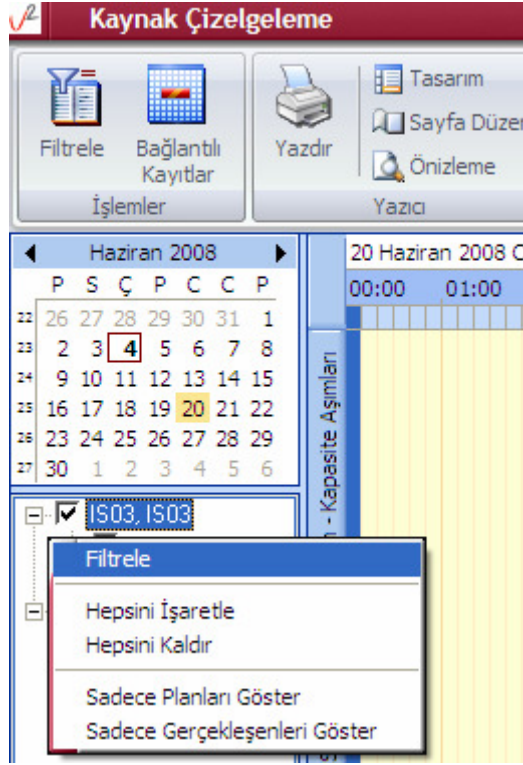 Kaynak Çizelgeleme
Filtrele
Bağlantılı
Kayıtlar
İşlemler
Yazdır
Tasarım
Sayfa Düzen
Önizleme
Yazıcı
Haziran 2008
P S Ç P C C P
22 26 27 28 29 30 31 1
23 2 3 4 5 6 7 8
24 9 10 11 12 13 14 15
25 16 17 18 19 20 21 22
26 23 24 25 26 27 28 29
27 30 1 2 3 4 5 6
20 Haziran 2008 C
00:00 01:00
- Kapasite Aşımları
IS03, IS03
Filtrele
Hepsini İşaretle
Hepsini Kaldır
Sadece Planları Göster
Sadece Gerçekleşenleri Göster